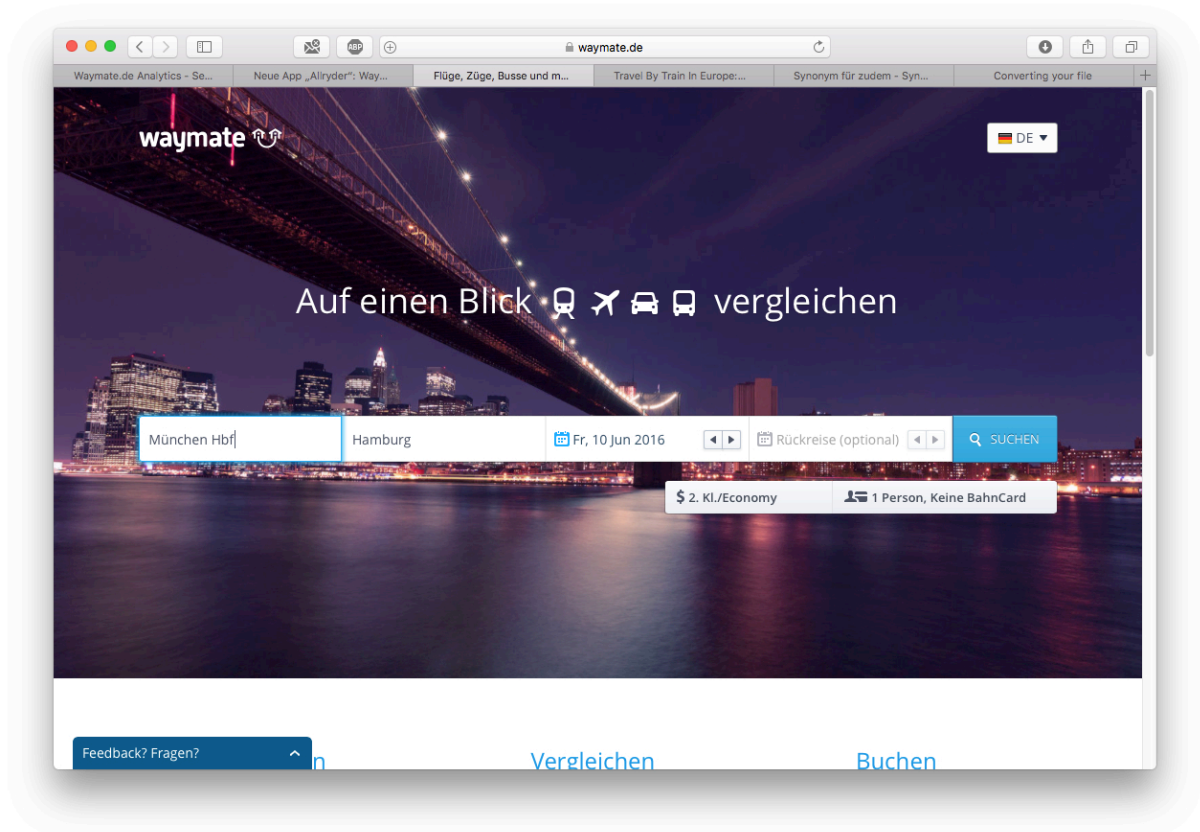 waymate.de
Waymate.de Analytics - Se...
Neue App „Allryder“: Way...
Flüge, Züge, Busse und m...
Travel By Train In Europe:...
Synonym für zudem - Syn...
Converting your file
waymate
DE
Auf einen Blick vergleichen
München Hbf
Hamburg
Fr, 10 Jun 2016
Rückreise (optional)
SUCHEN
$ 2. Kl./Economy
1 Person, Keine BahnCard
Feedback? Fragen?
n
Vergleichen
Buchen